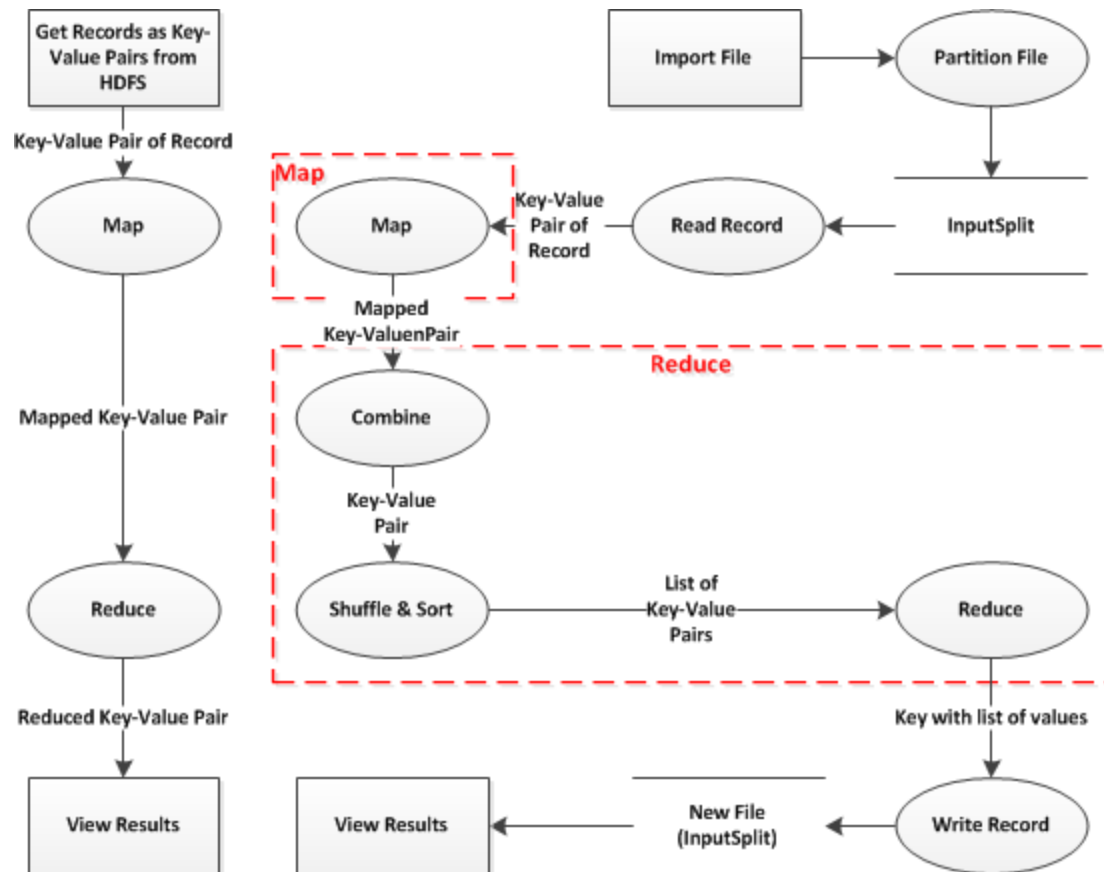 Get Records as Key-
Value Pairs from
HDFS
Key-Value Pair of Record
Map
Mapped Key-Value Pair
Reduce
Reduced Key-Value Pair
View Results
Import File
Partition File
InputSplit
Read Record
Key-Value
Pair of
Record
Map
Map
Mapped
Key-ValuenPair
Reduce
Combine
Key-Value
Pair
Shuffle & Sort
List of
Key-Value
Pairs
Reduce
Key with list of values
Write Record
New File
(InputSplit)
View Results